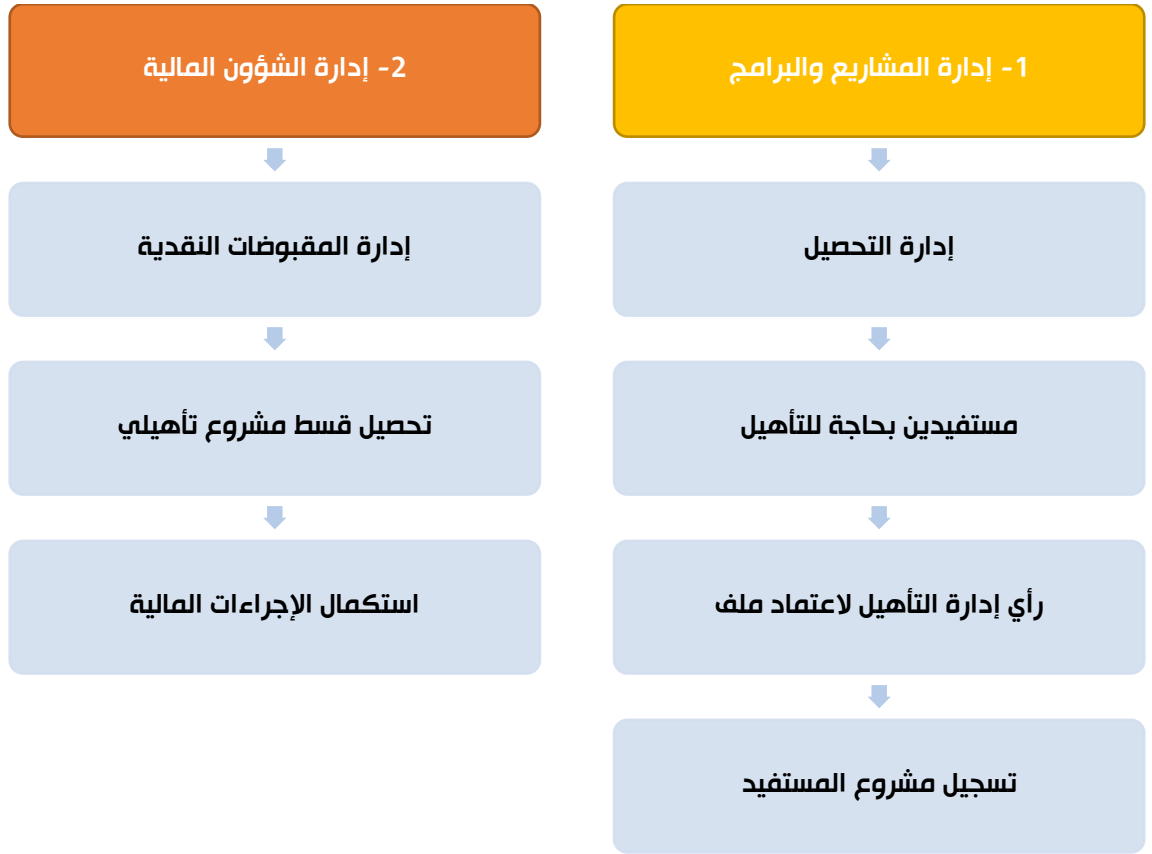 1- إدارة المشاريع والبرامج
إدارة التحصيل
مستفيدين بحاجة للتأهيل
رأي إدارة التأهيل لاعتماد ملف
تسجيل مشروع المستفيد
2- إدارة الشؤون المالية
إدارة المقبوضات النقدية
تحصيل قسط مشروع تأهيلي
استكمال الإجراءات المالية